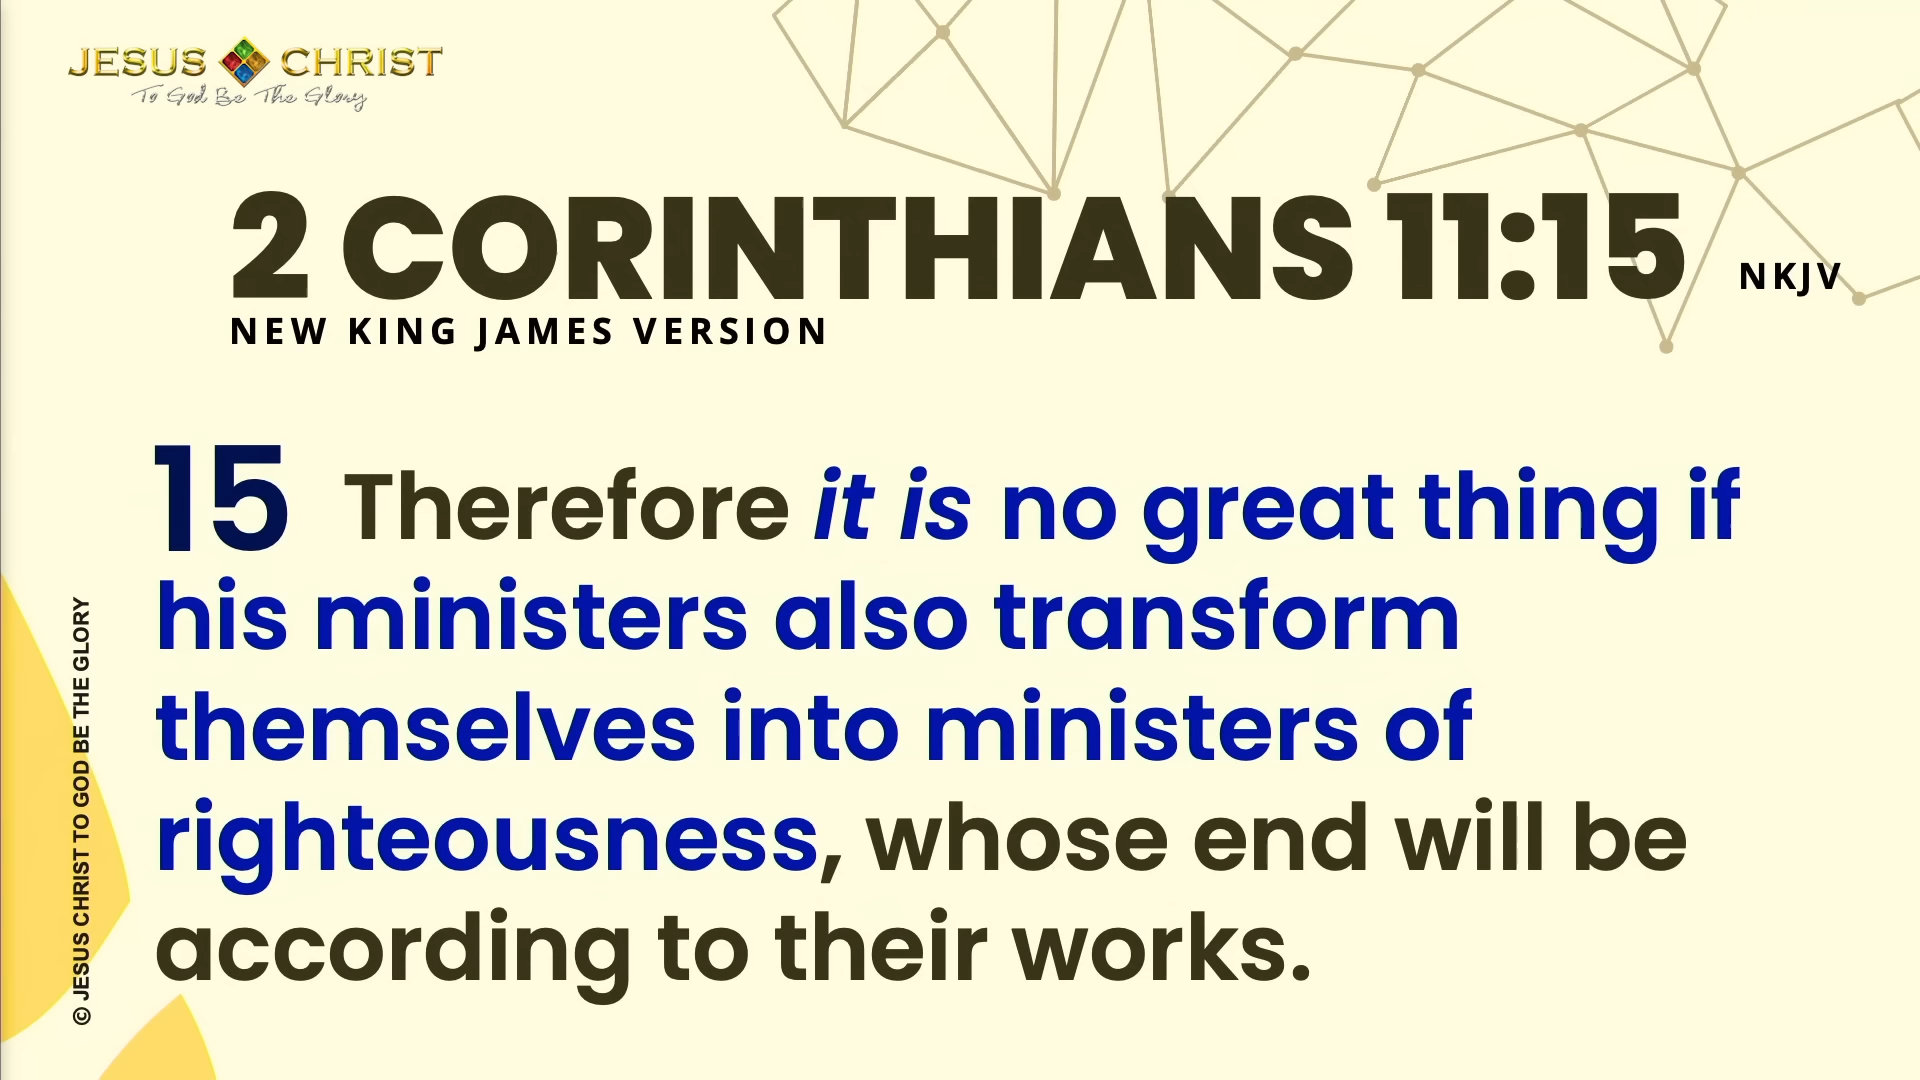 JESUS CHRIST
To God Be The Glory
2 CORINTHIANS 11:15 NKJV
NEW KING JAMES VERSION
15 Therefore it is no great thing if
his ministers also transform
themselves into ministers of
righteousness, whose end will be
according to their works.
© JESUS CHRIST TO GOD BE THE GLORY